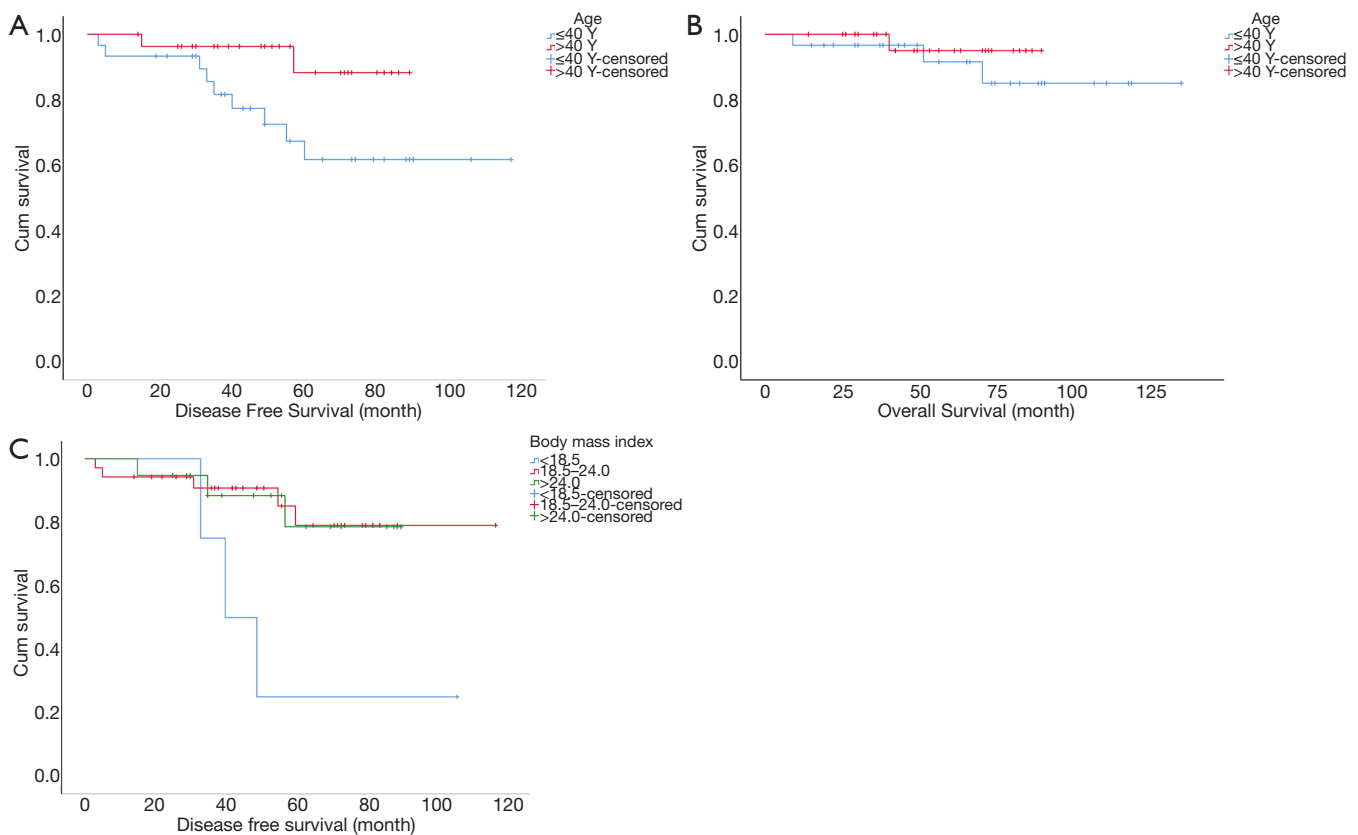 A
Age
≤40 Y
>40 Y
≤40 Y-censored
>40 Y-censored
1.0
0.8
0.6
0.4
0.2
0.0
Cum survival
0 20 40 60 80 100 120
Disease Free Survival (month)
B
Age
≤40 Y
>40 Y
≤40 Y-censored
>40 Y-censored
1.0
0.8
0.6
0.4
0.2
0.0
Cum survival
0 25 50 75 100 125
Overall Survival (month)
C
Body mass index
<18.5
18.5–24.0
>24.0
<18.5-censored
18.5–24.0-censored
>24.0-censored
1.0
0.8
0.6
0.4
0.2
0.0
Cum survival
0 20 40 60 80 100 120
Disease free survival (month)